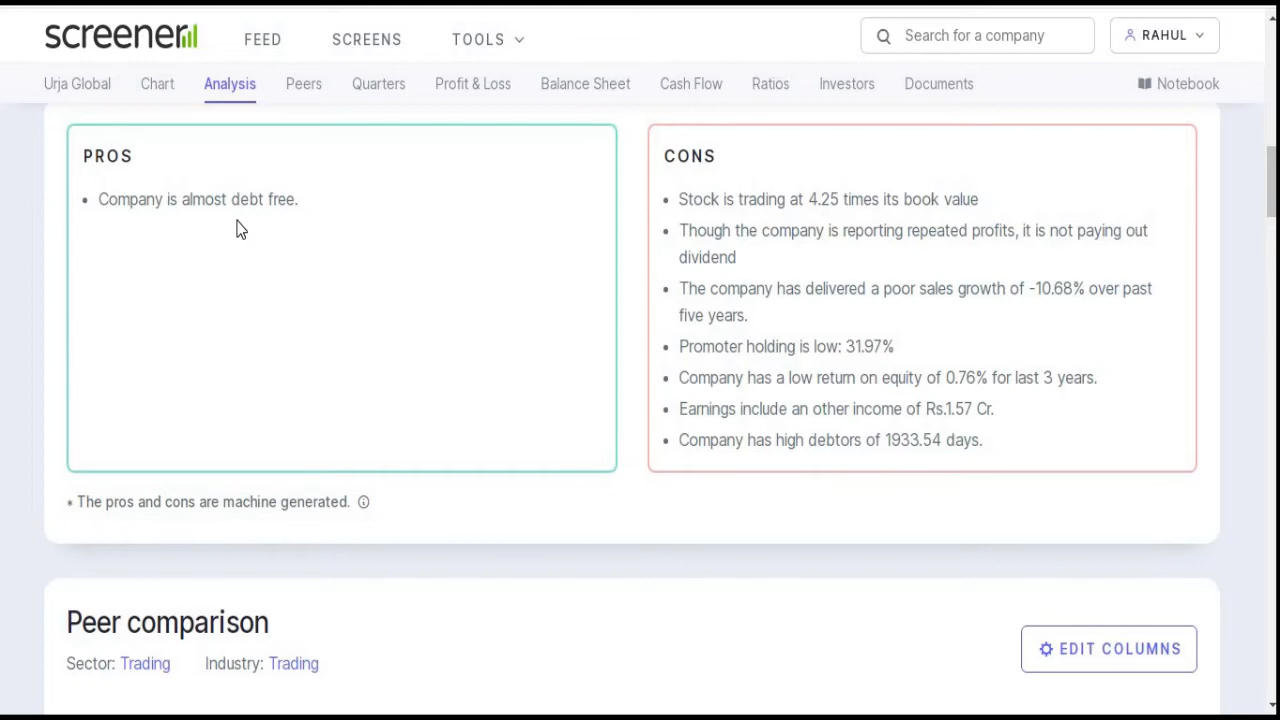 screener
FEED
SCREENS
TOOLS
Search for a company
RAHUL
Urja Global
Chart
Analysis
Peers
Quarters
Profit & Loss
Balance Sheet
Cash Flow
Ratios
Investors
Documents
Notebook
PROS
• Company is almost debt free.
CONS
• Stock is trading at 4.25 times its book value
• Though the company is reporting repeated profits, it is not paying out
dividend
• The company has delivered a poor sales growth of -10.68% over past
five years.
• Promoter holding is low: 31.97%
• Company has a low return on equity of 0.76% for last 3 years.
• Earnings include an other income of Rs.1.57 Cr.
• Company has high debtors of 1933.54 days.
* The pros and cons are machine generated.
Peer comparison
Sector: Trading
Industry: Trading
EDIT COLUMNS